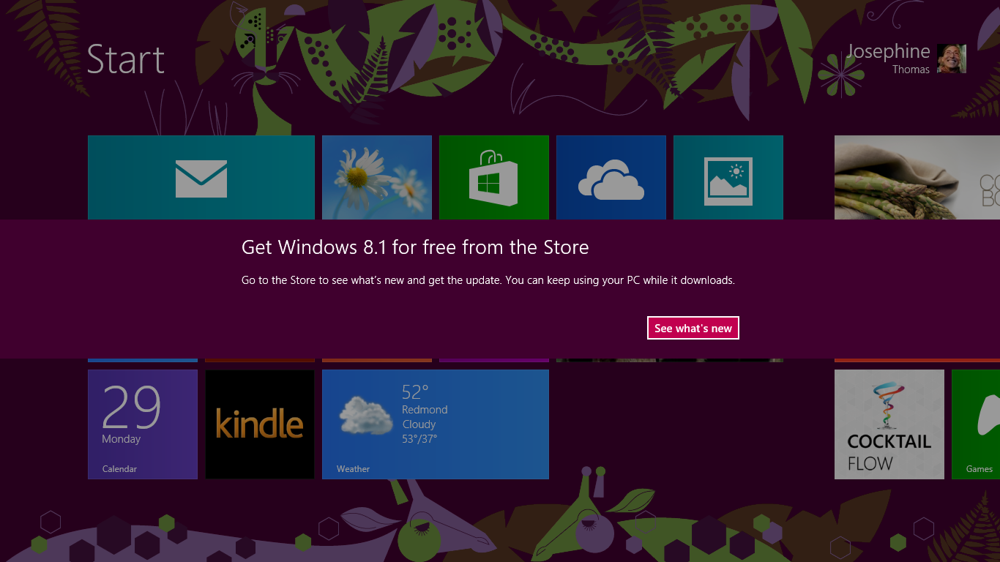 Start
Josephine
Thomas
Get Windows 8.1 for free from the Store
Go to the Store to see what's new and get the update. You can keep using your PC while it downloads.
See what's new
29
Monday
Calendar
kindle
52°
Redmond
Cloudy
53°/37°
Weather
COCKTAIL
FLOW
Games